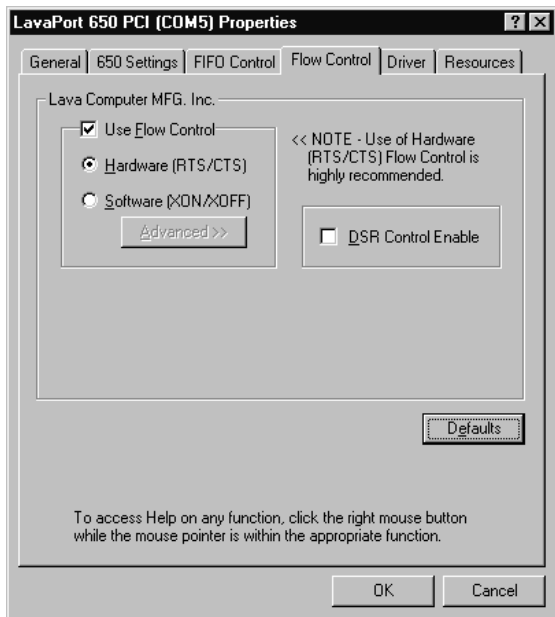 LavaPort 650 PCI (COM5) Properties
General 650 Settings FIFO Control Flow Control Driver Resources
Lava Computer MFG. Inc.
Use Flow Control
Hardware (RTS/CTS)
Software (XON/XOFF)
Advanced >>
<< NOTE - Use of Hardware
(RTS/CTS) Flow Control is
highly recommended.
DSR Control Enable
Defaults
To access Help on any function, click the right mouse button
while the mouse pointer is within the appropriate function.
OK Cancel